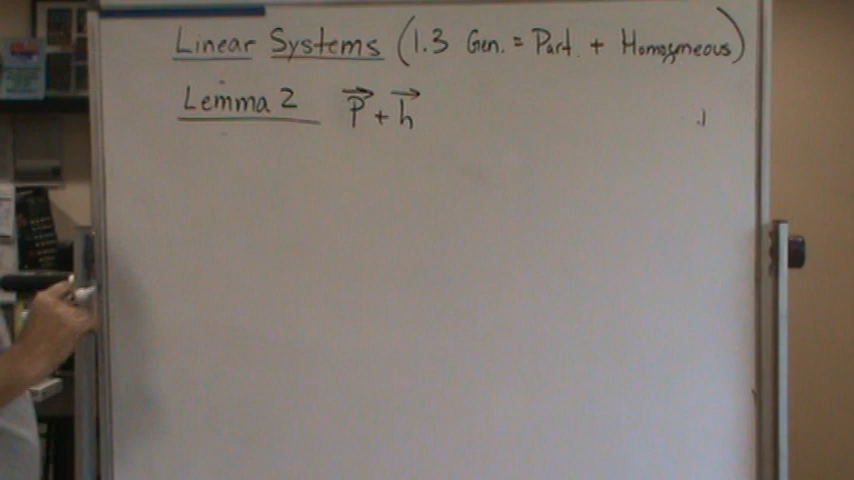 Linear Systems (1.3 Gen. = Part. + Homogeneous)
Lemma 2 p⃗ + h⃗